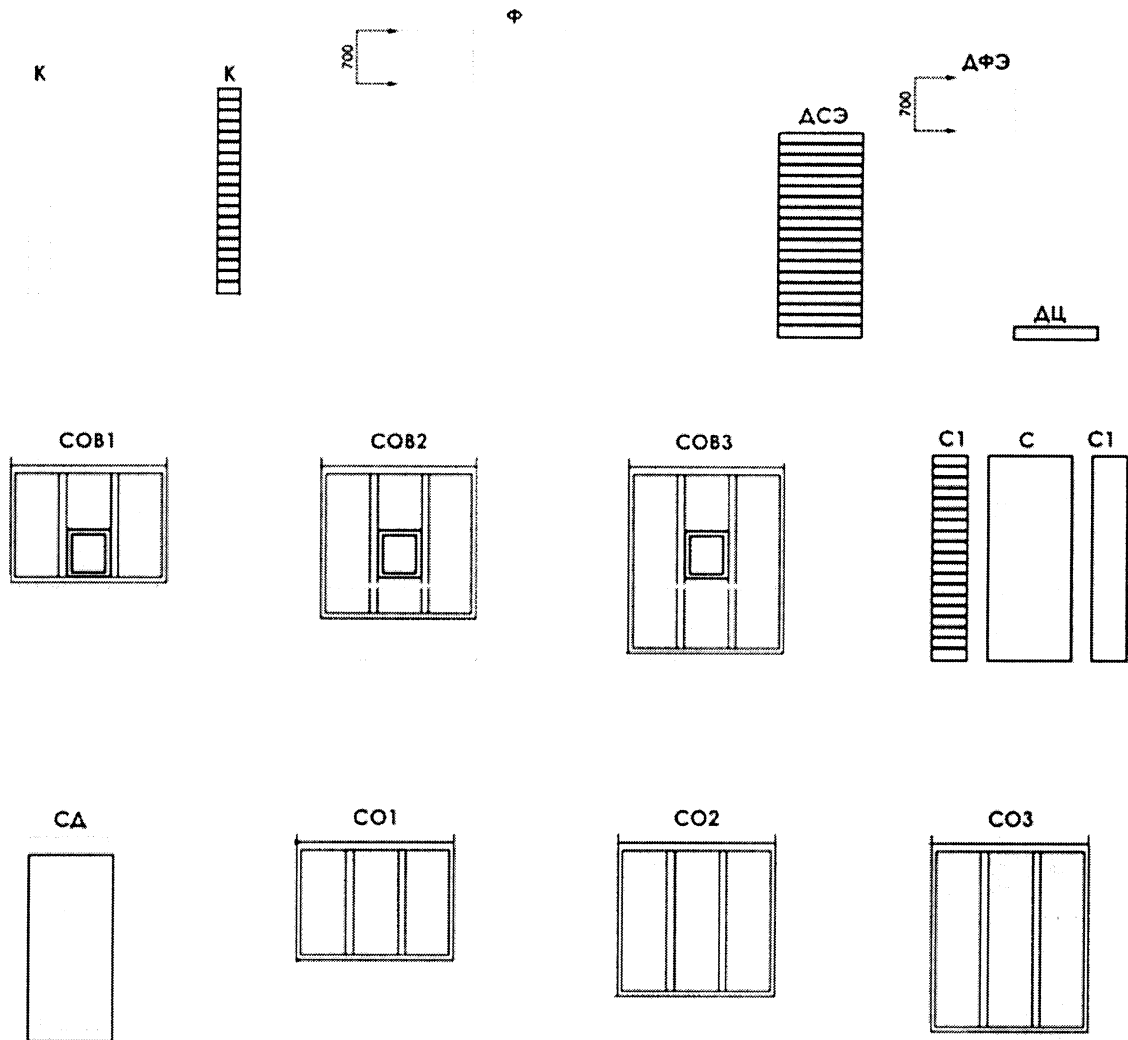 Ф
К К 700
ДФЭ
700
ДСЭ
ДЦ
СОВ1 СОВ2 СОВ3 С1 С С1
СД СО1 СО2 СО3